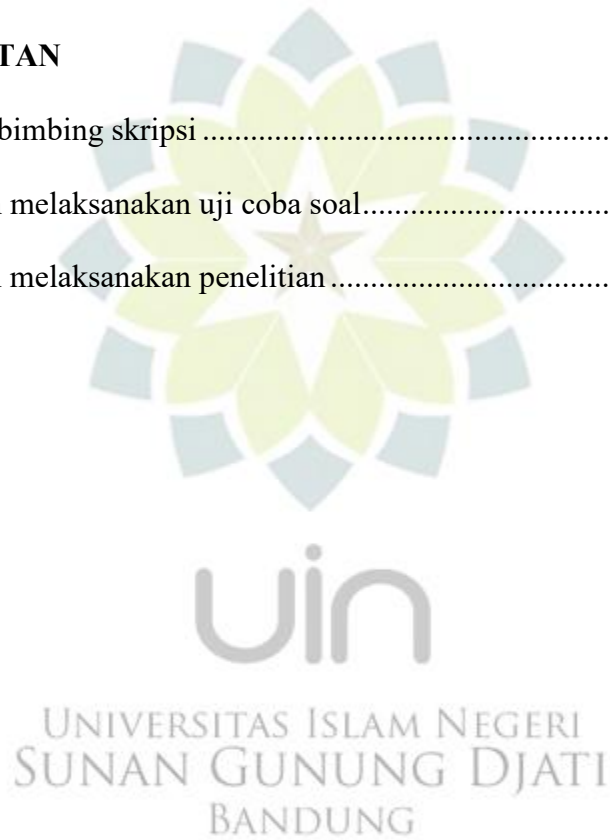 TAN
bimbing skripsi ....................................................
melaksanakan uji coba soal................................
melaksanakan penelitian ...................................
uin
UNIVERSITAS ISLAM NEGERI
SUNAN GUNUNG DJATI
BANDUNG